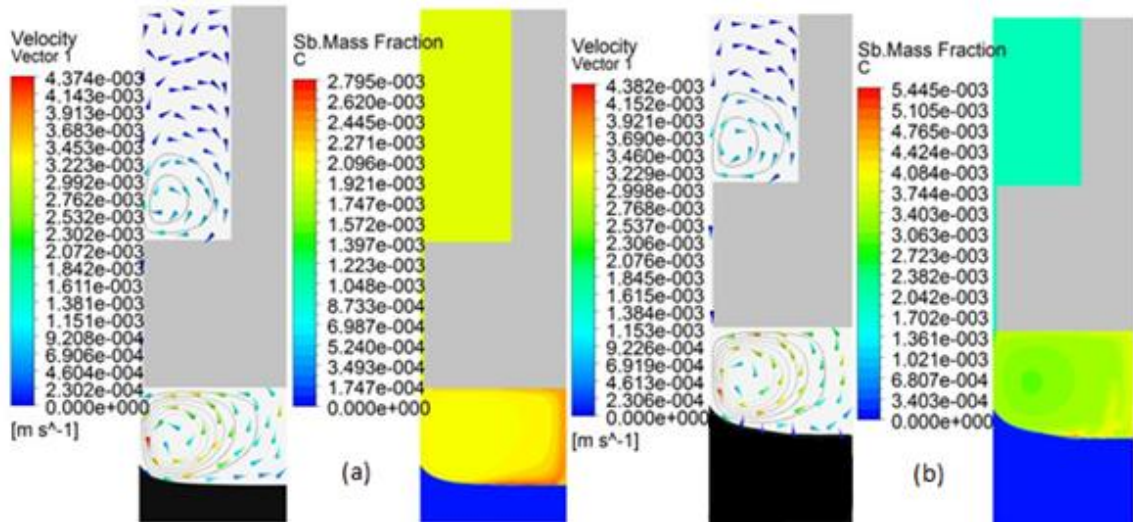 Velocity
Vector 1
4.374e-003
4.143e-003
3.913e-003
3.683e-003
3.453e-003
3.223e-003
2.992e-003
2.762e-003
2.532e-003
2.302e-003
2.072e-003
1.842e-003
1.611e-003
1.381e-003
1.151e-003
9.208e-004
6.906e-004
4.604e-004
2.302e-004
0.000e+000
[m s^-1]
Sb.Mass Fraction
C
2.795e-003
2.620e-003
2.445e-003
2.271e-003
2.096e-003
1.921e-003
1.747e-003
1.572e-003
1.397e-003
1.223e-003
1.048e-003
8.733e-004
6.987e-004
5.240e-004
3.493e-004
1.747e-004
0.000e+000
(a)
Velocity
Vector 1
4.382e-003
4.152e-003
3.921e-003
3.690e-003
3.460e-003
3.229e-003
2.998e-003
2.768e-003
2.537e-003
2.306e-003
2.076e-003
1.845e-003
1.615e-003
1.384e-003
1.153e-003
9.226e-004
6.919e-004
4.613e-004
2.306e-004
0.000e+000
[m s^-1]
Sb.Mass Fraction
C
5.445e-003
5.105e-003
4.765e-003
4.424e-003
4.084e-003
3.744e-003
3.403e-003
3.063e-003
2.723e-003
2.382e-003
2.042e-003
1.702e-003
1.361e-003
1.021e-003
6.807e-004
3.403e-004
0.000e+000
(b)